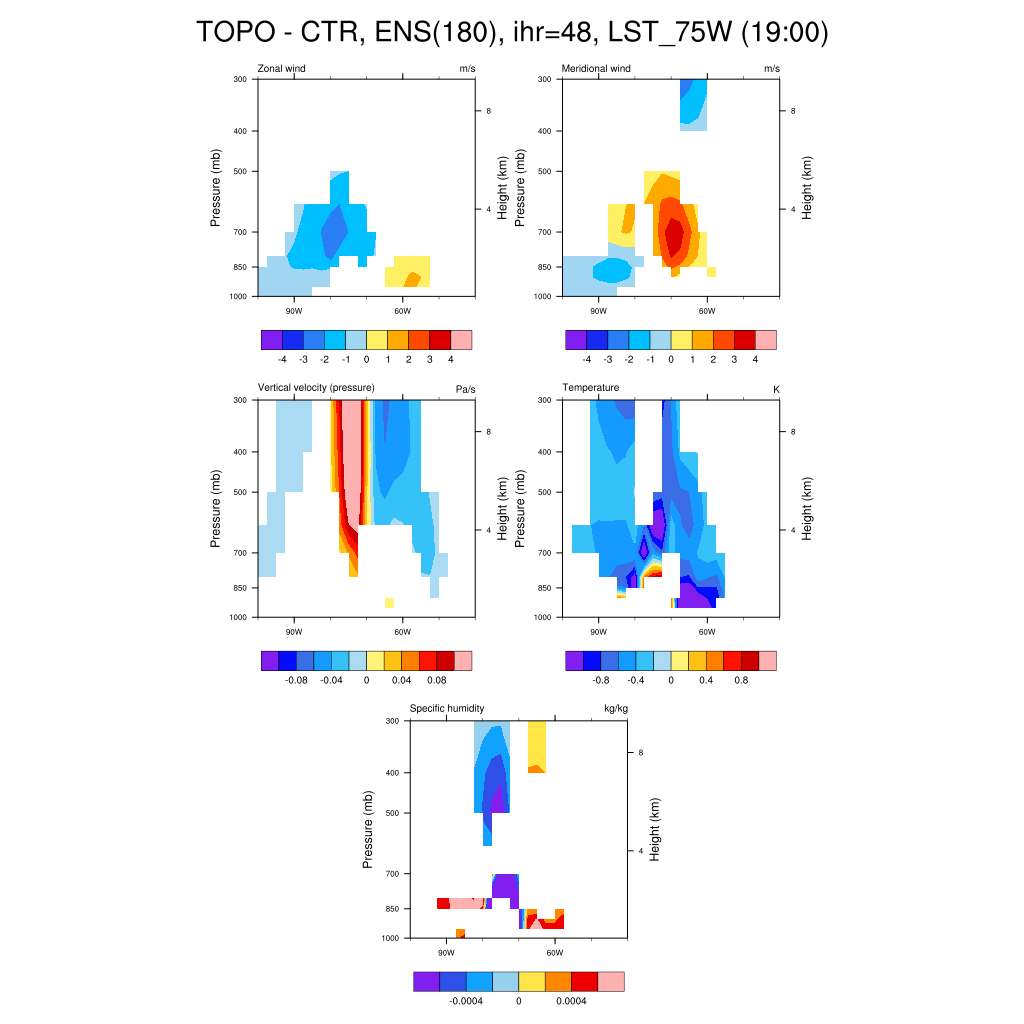 TOPO - CTR, ENS(180), ihr=48, LST_75W (19:00)
Zonal wind m/s
300
400
500
700
850
1000
Pressure (mb)
8
4
Height (km)
90W 60W
-4 -3 -2 -1 0 1 2 3 4
Meridional wind m/s
300
400
500
700
850
1000
Pressure (mb)
8
4
Height (km)
90W 60W
-4 -3 -2 -1 0 1 2 3 4
Vertical velocity (pressure) Pa/s
300
400
500
700
850
1000
Pressure (mb)
8
4
Height (km)
90W 60W
-0.08 -0.04 0 0.04 0.08
Temperature K
300
400
500
700
850
1000
Pressure (mb)
8
4
Height (km)
90W 60W
-0.8 -0.4 0 0.4 0.8
Specific humidity kg/kg
300
400
500
700
850
1000
Pressure (mb)
8
4
Height (km)
90W 60W
-0.0004 0 0.0004